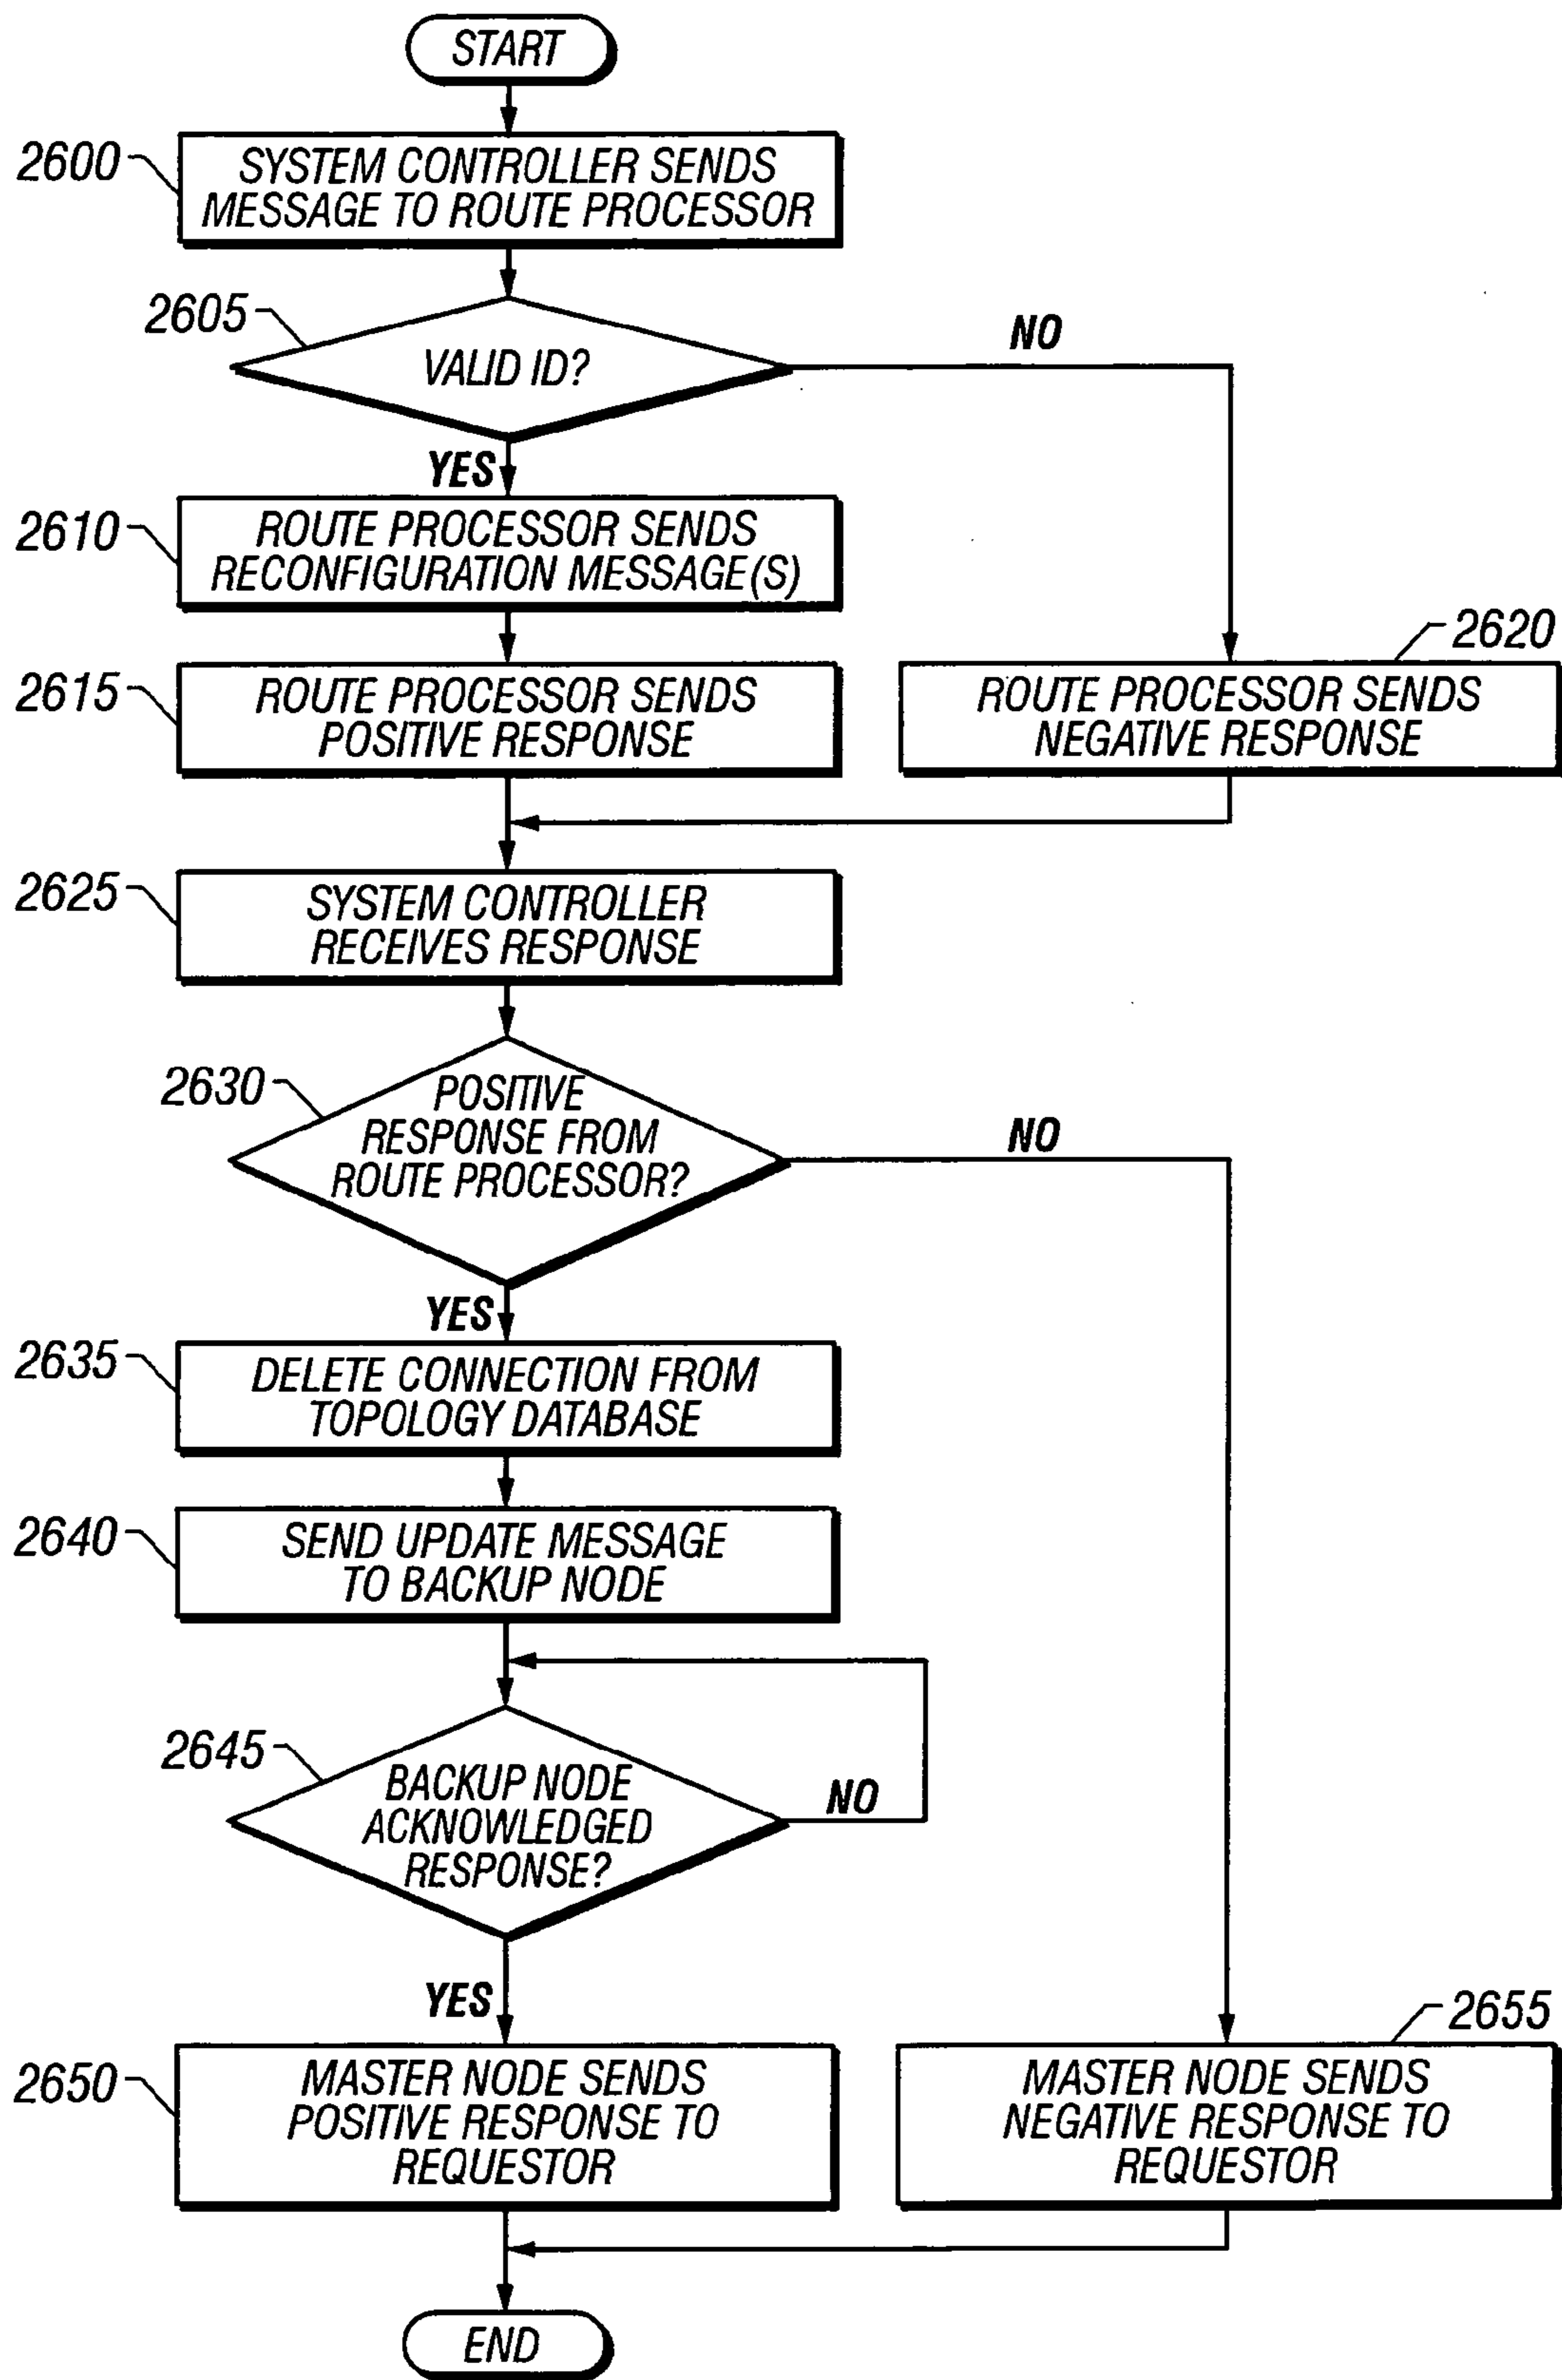 START
2600
SYSTEM CONTROLLER SENDS
MESSAGE TO ROUTE PROCESSOR
2605
VALID ID?
NO
YES
2610
ROUTE PROCESSOR SENDS
RECONFIGURATION MESSAGE(S)
2615
ROUTE PROCESSOR SENDS
POSITIVE RESPONSE
2620
ROUTE PROCESSOR SENDS
NEGATIVE RESPONSE
2625
SYSTEM CONTROLLER
RECEIVES RESPONSE
2630
POSITIVE
RESPONSE FROM
ROUTE PROCESSOR?
NO
YES
2635
DELETE CONNECTION FROM
TOPOLOGY DATABASE
2640
SEND UPDATE MESSAGE
TO BACKUP NODE
2645
BACKUP NODE
ACKNOWLEDGED
RESPONSE?
NO
YES
2650
MASTER NODE SENDS
POSITIVE RESPONSE TO
REQUESTOR
2655
MASTER NODE SENDS
NEGATIVE RESPONSE TO
REQUESTOR
END